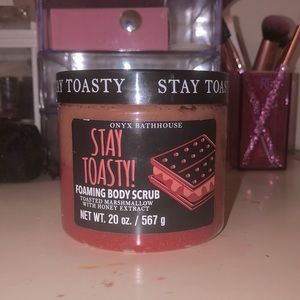 STAY TOASTY STAY TOAST
ONYX BATHHOUSE
STAY
TOASTY!
FOAMING BODY SCRUB
TOASTED MARSHMALLOW
WITH HONEY EXTRACT
NET WT. 20 oz. / 567 g